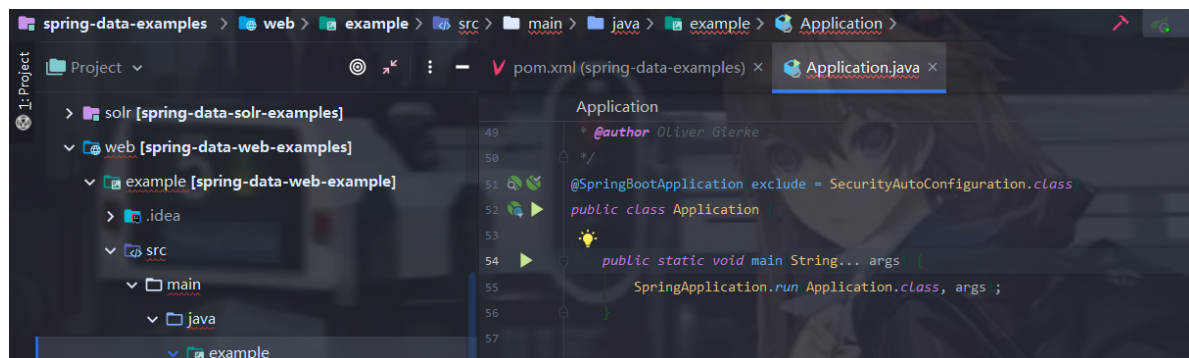 spring-data-examples > web > example > src > main > java > example > Application >
1: Project
Project
pom.xml (spring-data-examples) ×
Application.java ×
solr [spring-data-solr-examples]
web [spring-data-web-examples]
example [spring-data-web-example]
.idea
src
main
java
example
Application
49 * @author Oliver Gierke
50 */
51 @SpringBootApplication exclude = SecurityAutoConfiguration.class
52 public class Application {
53
54 public static void main String... args {
55 SpringApplication.run Application.class, args ;
56 }
57